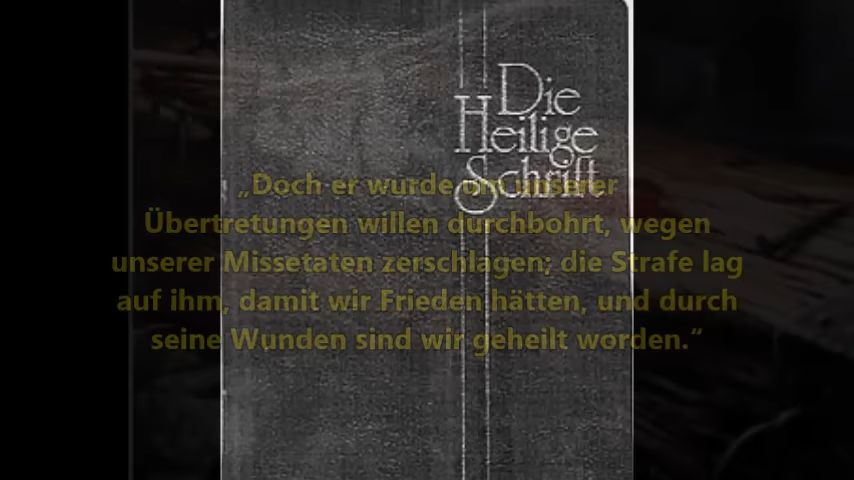 Die
Heilige
Schrift
„Doch er wurde um unserer
Übertretungen willen durchbohrt, wegen
unserer Missetaten zerschlagen; die Strafe lag
auf ihm, damit wir Frieden hätten, und durch
seine Wunden sind wir geheilt worden.“